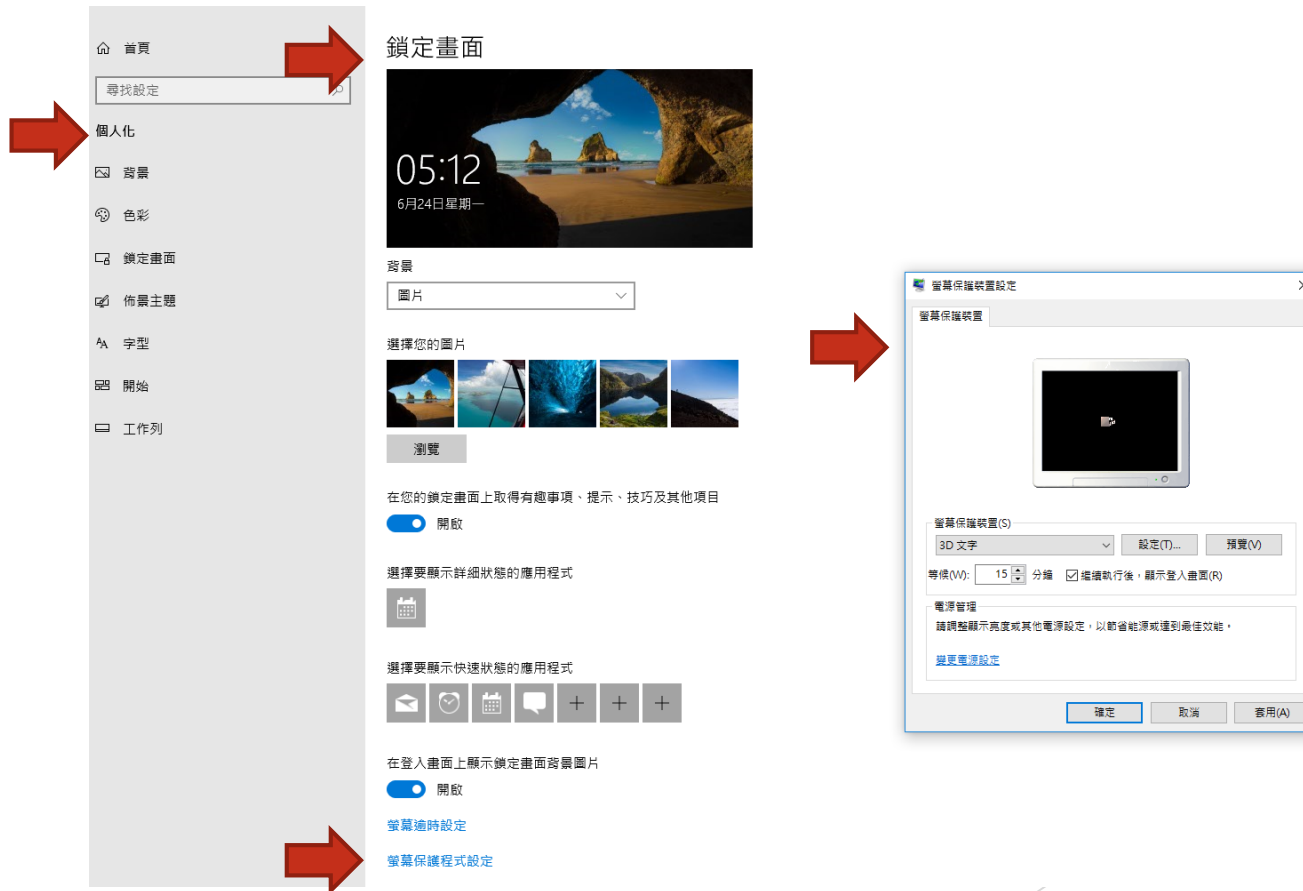 首頁
尋找設定
個人化
背景
色彩
鎖定畫面
佈景主題
字型
開始
工作列
鎖定畫面
05:12
6月24日星期一
背景
圖片
選擇您的圖片
瀏覽
在您的鎖定畫面上取得有趣事項、提示、技巧及其他項目
開啟
選擇要顯示詳細狀態的應用程式
選擇要顯示快速狀態的應用程式
在登入畫面上顯示鎖定畫面背景圖片
開啟
螢幕逾時設定
螢幕保護程式設定
螢幕保護裝置設定
螢幕保護裝置
螢幕保護裝置(S)
3D 文字 設定(T)... 預覽(V)
等候(W): 15 分鐘 繼續執行後，顯示登入畫面(R)
電源管理
請調整顯示亮度或其他電源設定，以節省能源或達到最佳效能。
變更電源設定
確定 取消 套用(A)